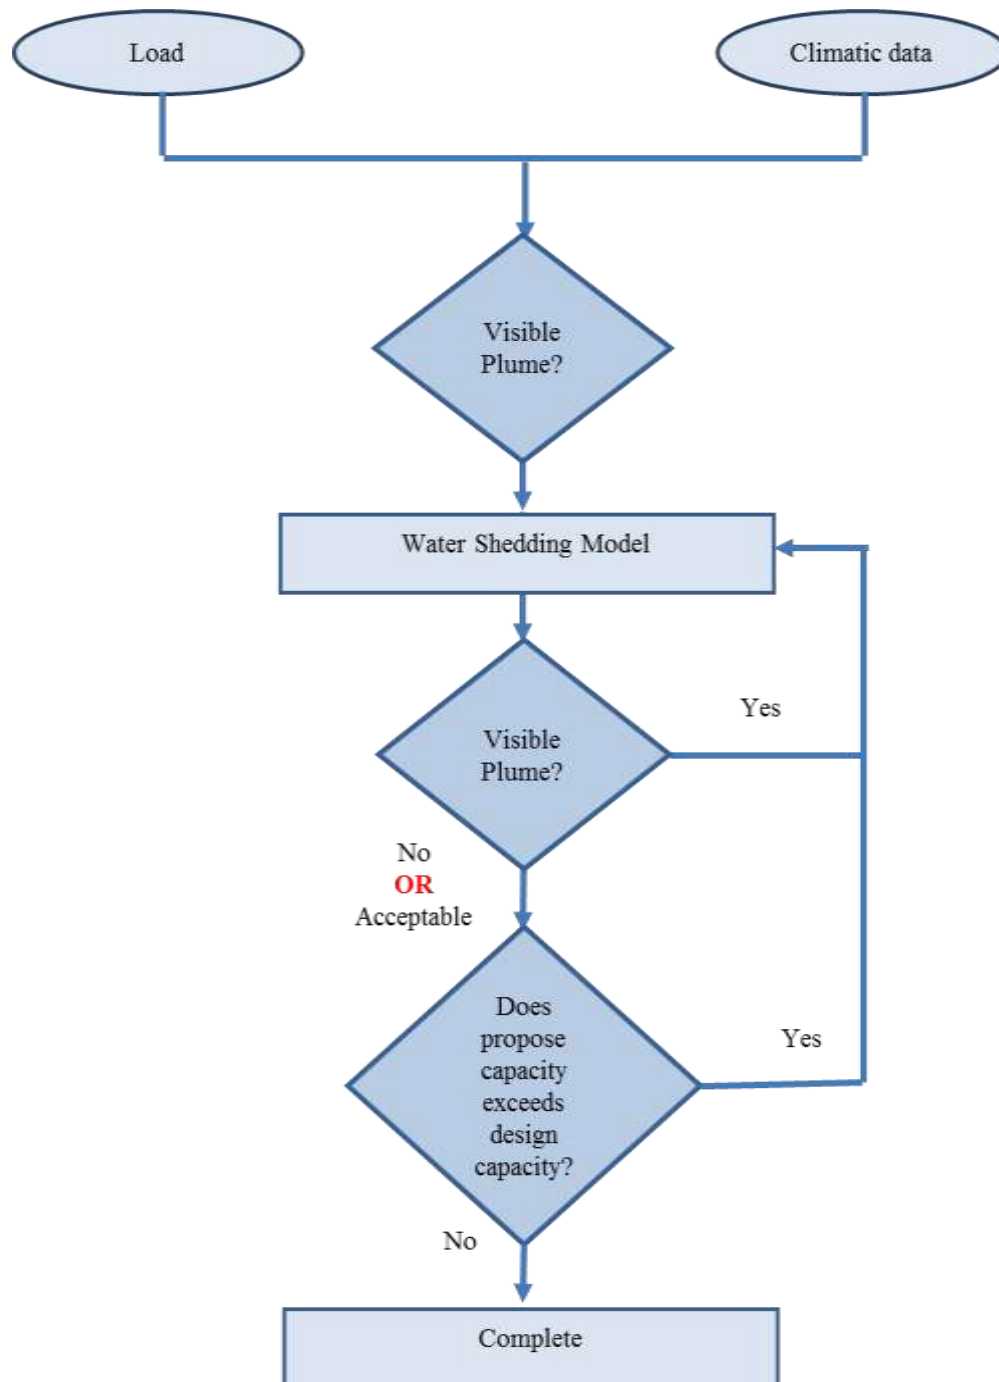 Load
Climatic data
Visible
Plume?
Water Shedding Model
Yes
Visible
Plume?
No
OR
Acceptable
Does
propose
capacity
exceeds
design
capacity?
Yes
No
Complete